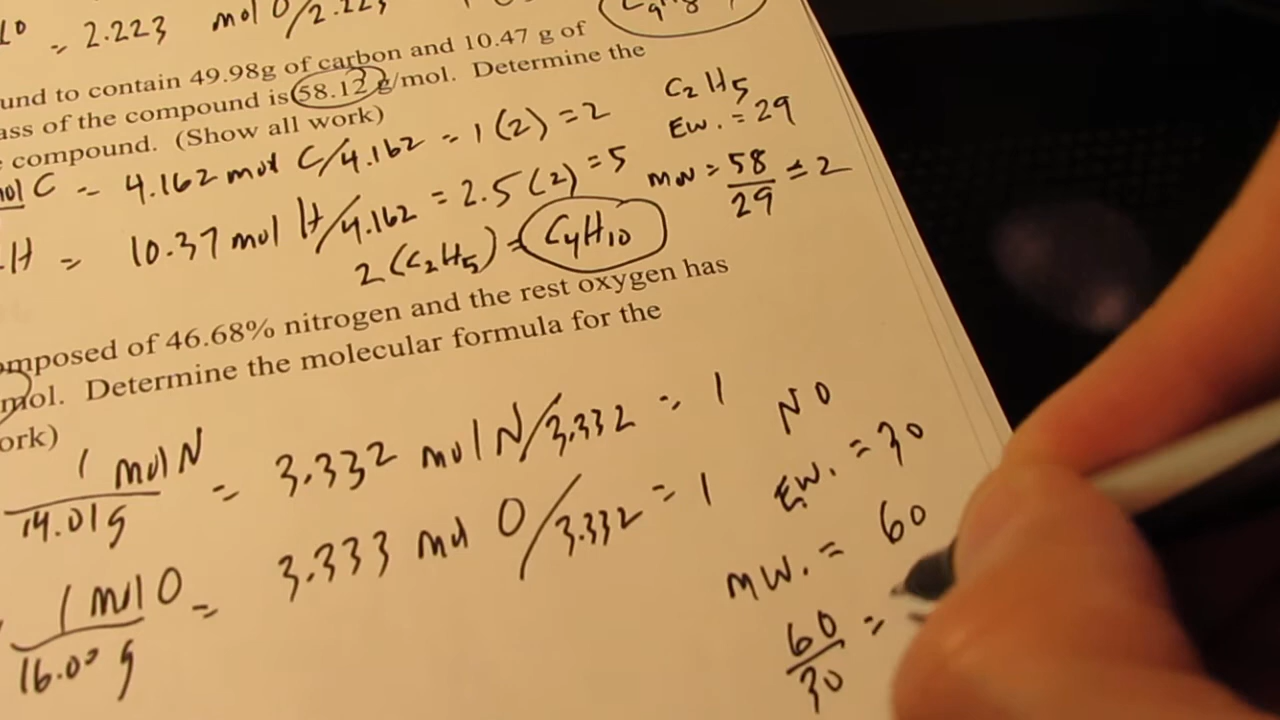 = 2.223 mol O/2.223
und to contain 49.98g of carbon and 10.47 g of
ass of the compound is 58.12 g/mol. Determine the
compound. (Show all work)
C2H5
EW. = 29
mol C = 4.162 mol C/4.162 = 1(2) = 2
MW = 58/29 = 2
H = 10.37 mol H/4.162 = 2.5(2) = 5
2(C2H5) = C4H10
omposed of 46.68% nitrogen and the rest oxygen has
mol. Determine the molecular formula for the
ork)
1 mol N/14.01g = 3.332 mol N/3.332 = 1
NO
EW. = 30
1 mol O/16.00 g = 3.333 mol O/3.332 = 1
MW. = 60
60/30 =